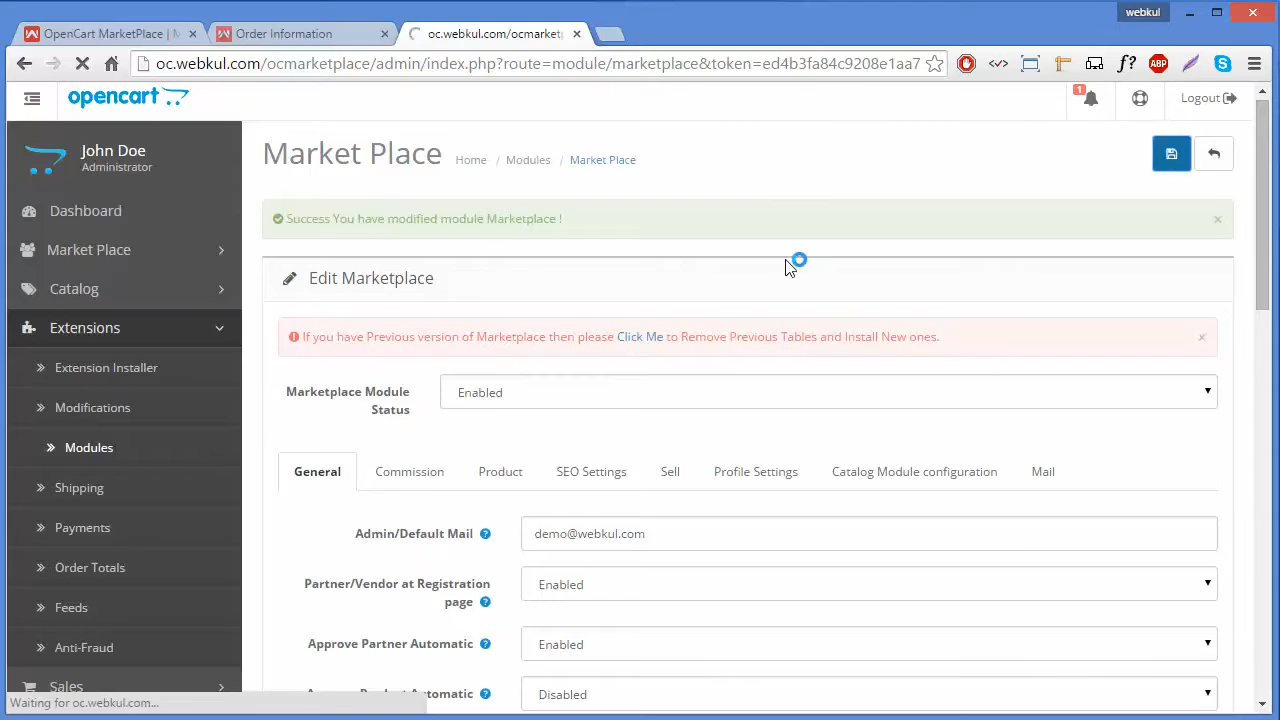 webkul
OpenCart MarketPlace | M
Order Information
oc.webkul.com/ocmarketp
oc.webkul.com/ocmarketplace/admin/index.php?route=module/marketplace&token=ed4b3fa84c9208e1aa7
</> f? ABP
opencart
1
Logout
John Doe
Administrator
Market Place
Home / Modules / Market Place
Success You have modified module Marketplace !
×
Dashboard
Market Place
Catalog
Extensions
Extension Installer
Modifications
Modules
Shipping
Payments
Order Totals
Feeds
Anti-Fraud
Sales
Edit Marketplace
If you have Previous version of Marketplace then please Click Me to Remove Previous Tables and Install New ones.
×
Marketplace Module
Status
Enabled
General Commission Product SEO Settings Sell Profile Settings Catalog Module configuration Mail
Admin/Default Mail
demo@webkul.com
Partner/Vendor at Registration
page
Enabled
Approve Partner Automatic
Enabled
Automatic
Disabled
Waiting for oc.webkul.com...